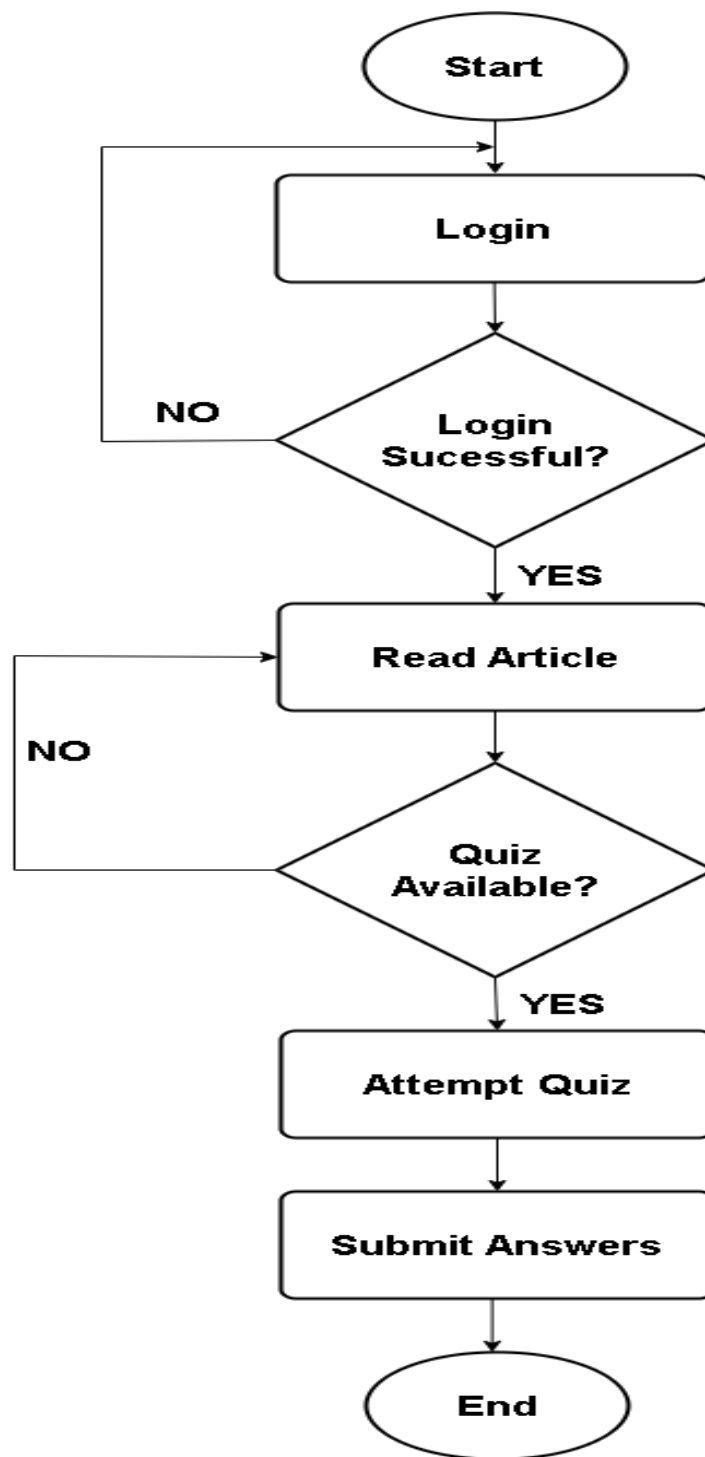 Start
Login
NO
Login
Sucessful?
YES
Read Article
NO
Quiz
Available?
YES
Attempt Quiz
Submit Answers
End